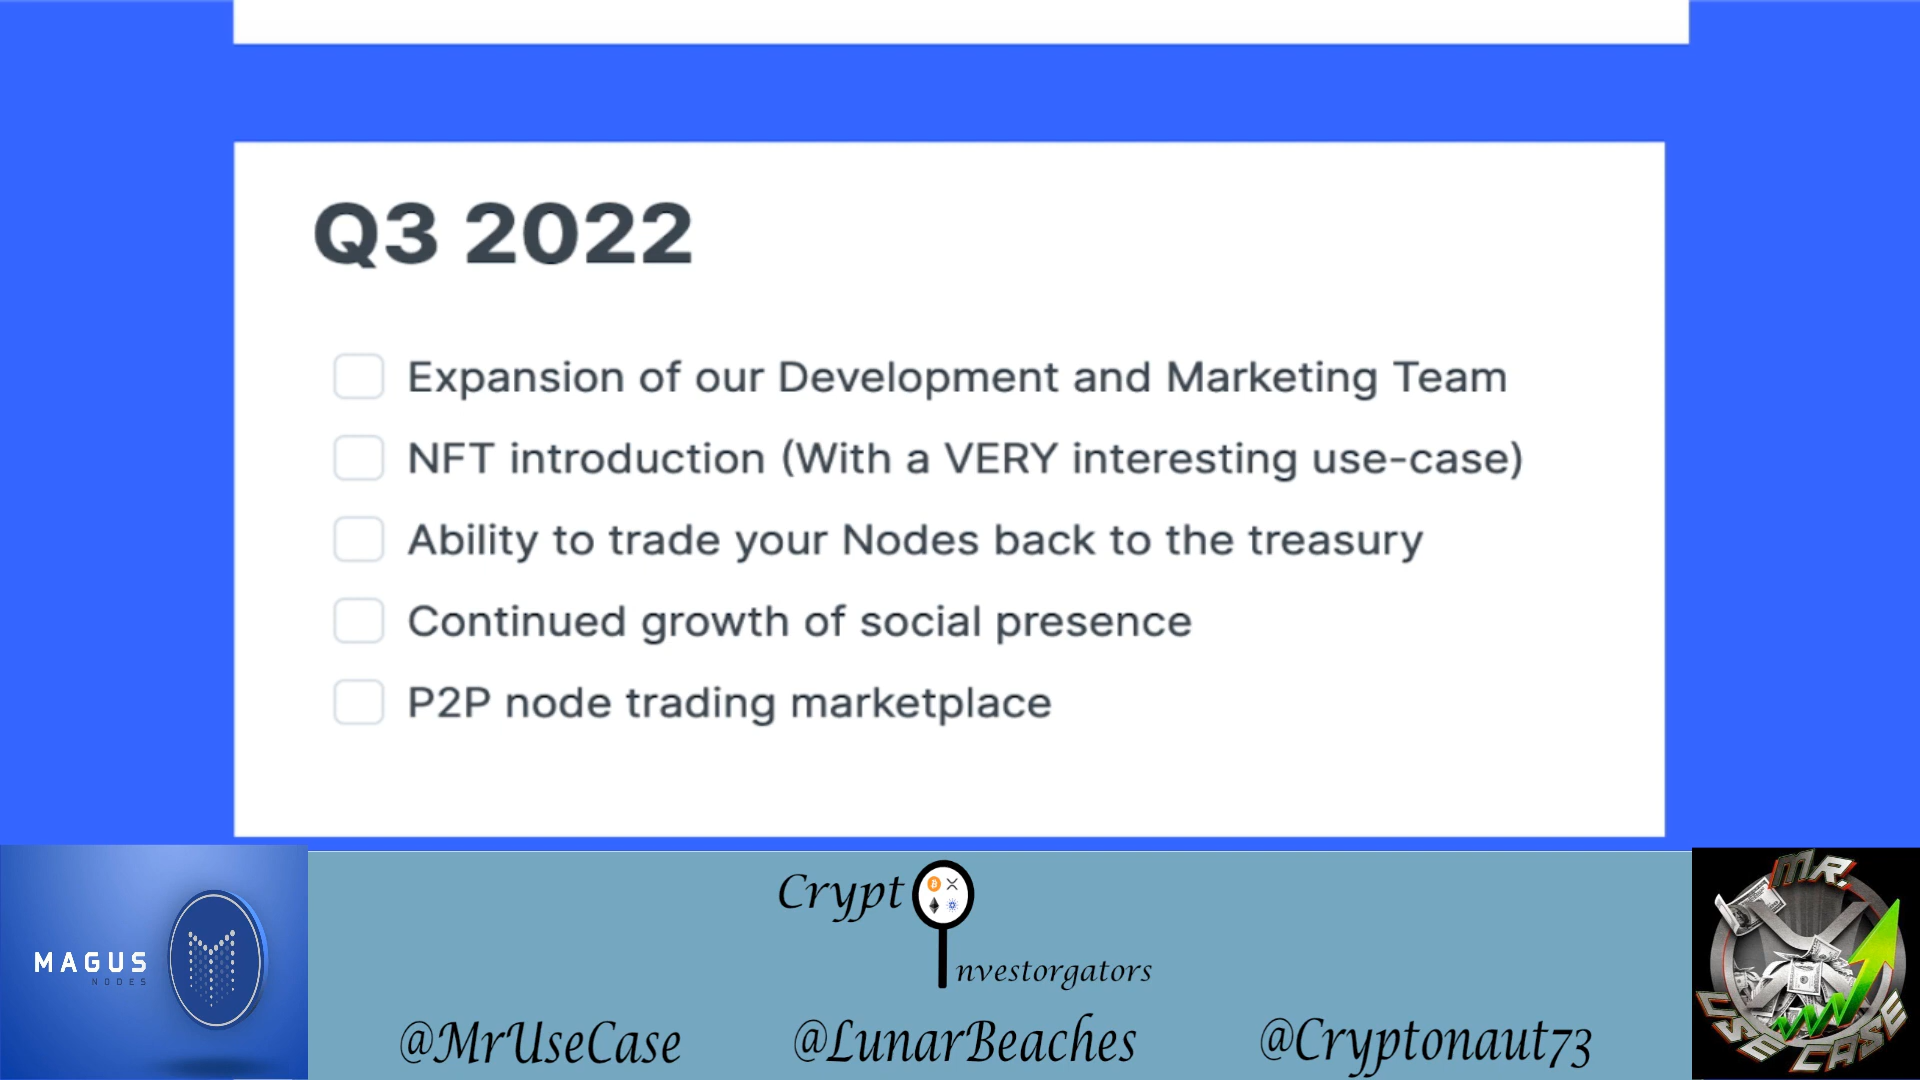 Q3 2022
Expansion of our Development and Marketing Team
NFT introduction (With a VERY interesting use-case)
Ability to trade your Nodes back to the treasury
Continued growth of social presence
P2P node trading marketplace
MAGUS
NODES
Crypt
Investorgators
@MrUseCase
@LunarBeaches
@Cryptonaut73
MR.
USE CASE